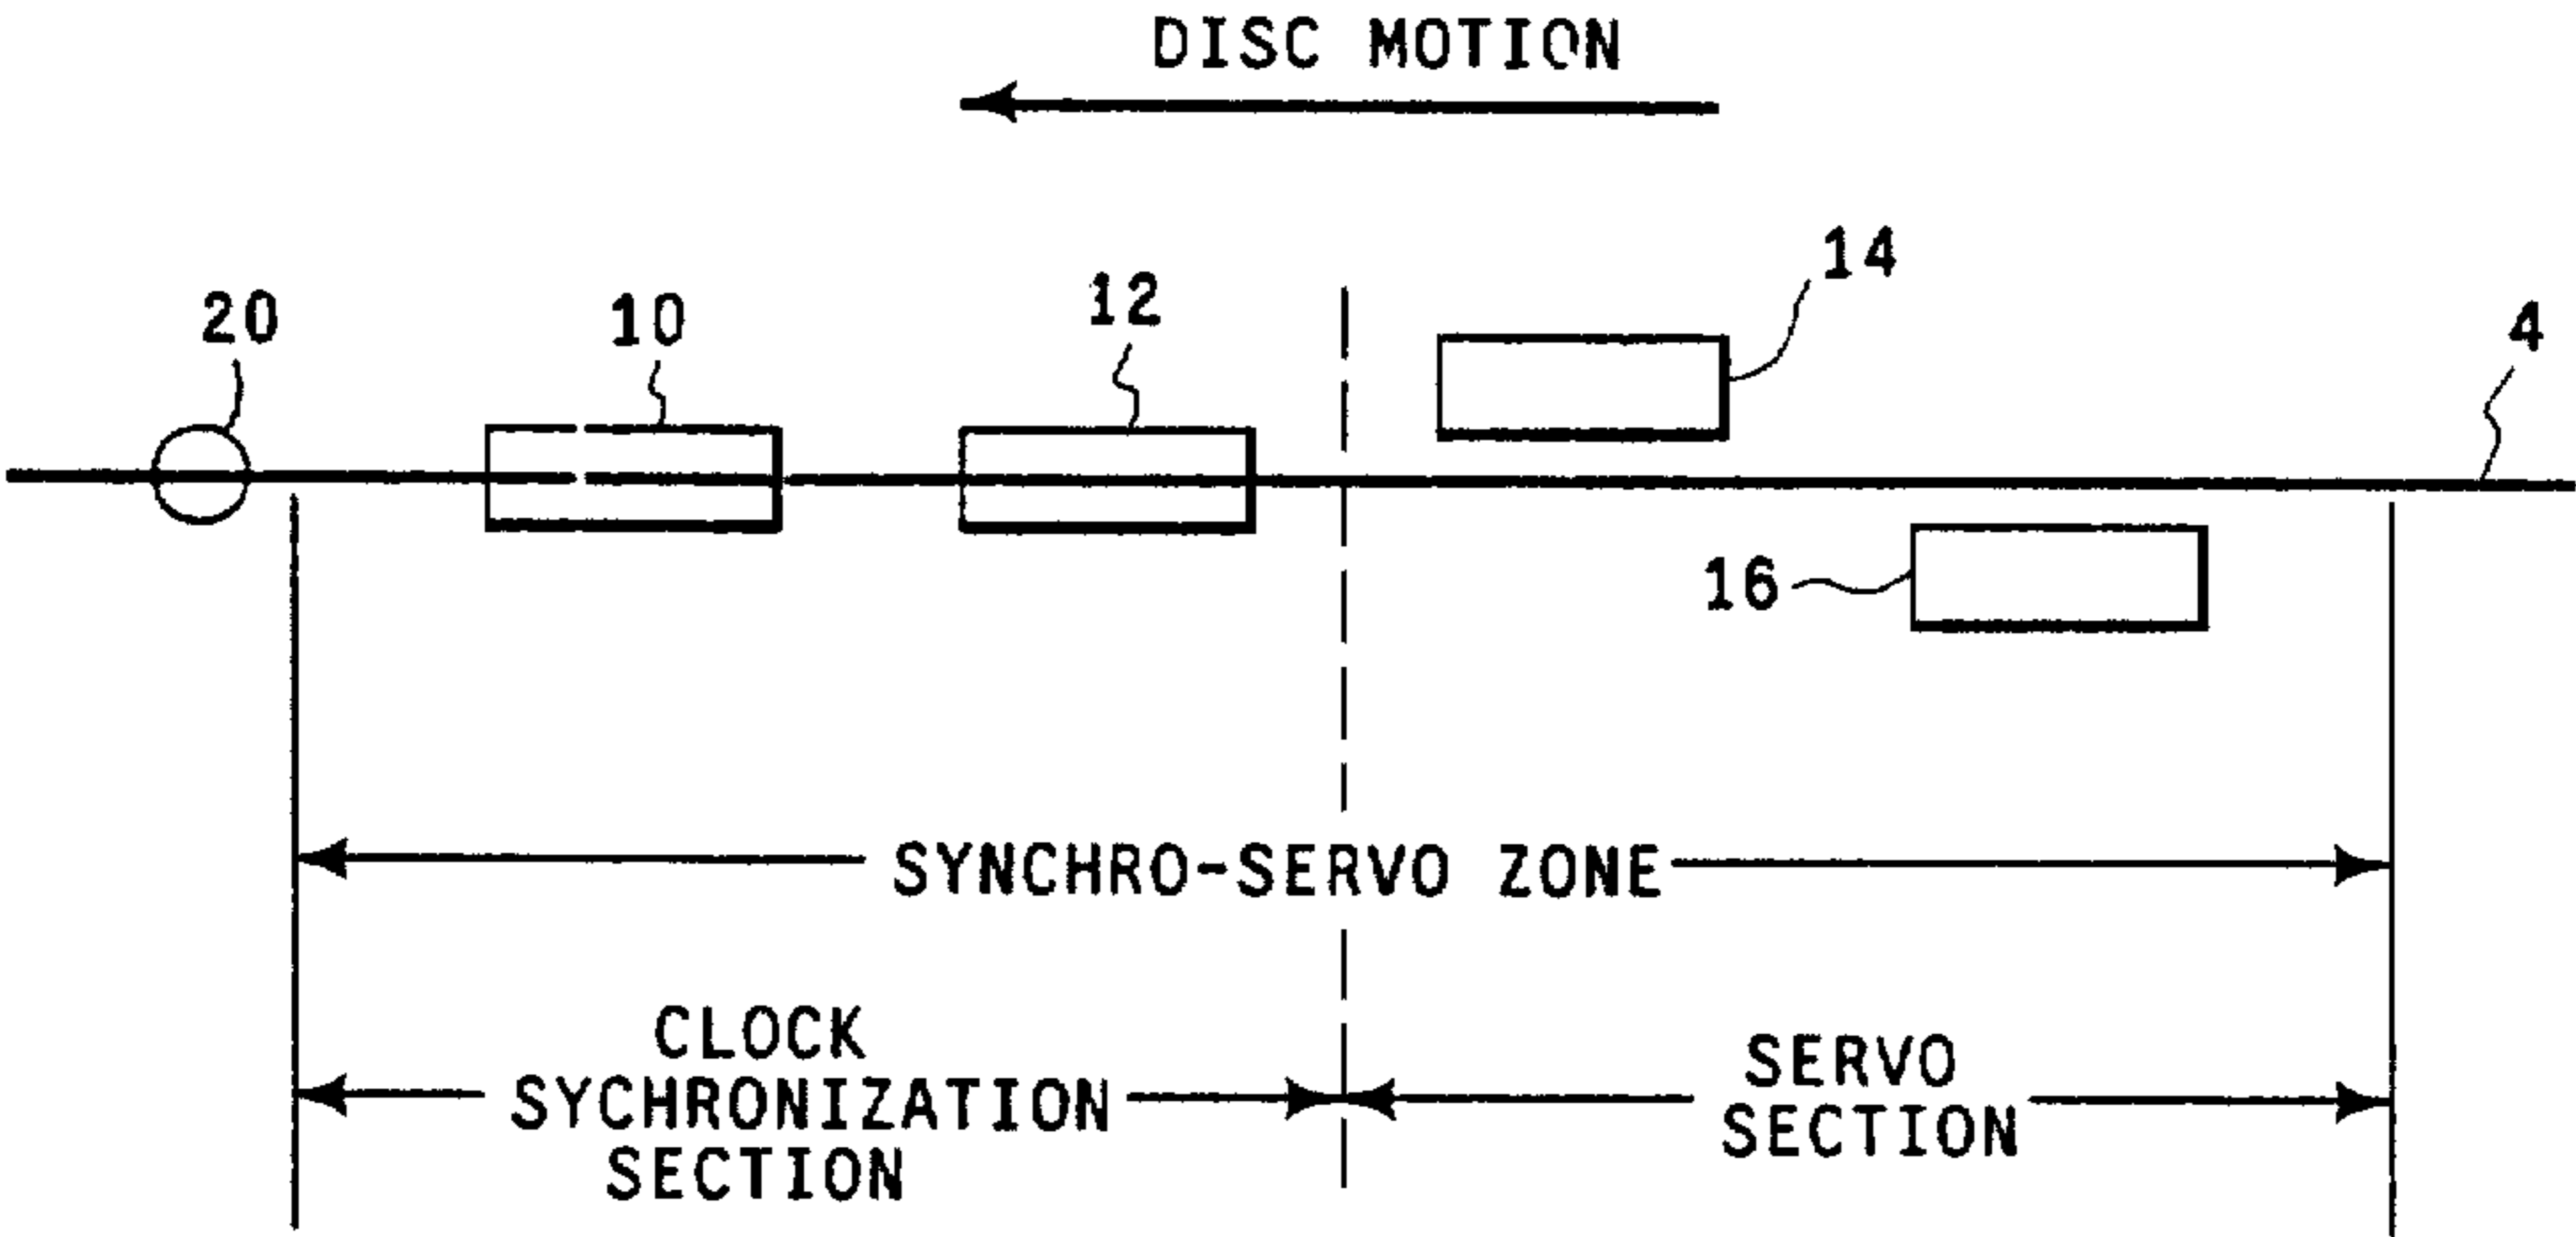 DISC MOTION
14
12
20
10
4
16
SYNCHRO-SERVO ZONE
CLOCK
SYCHRONIZATION
SECTION
SERVO
SECTION